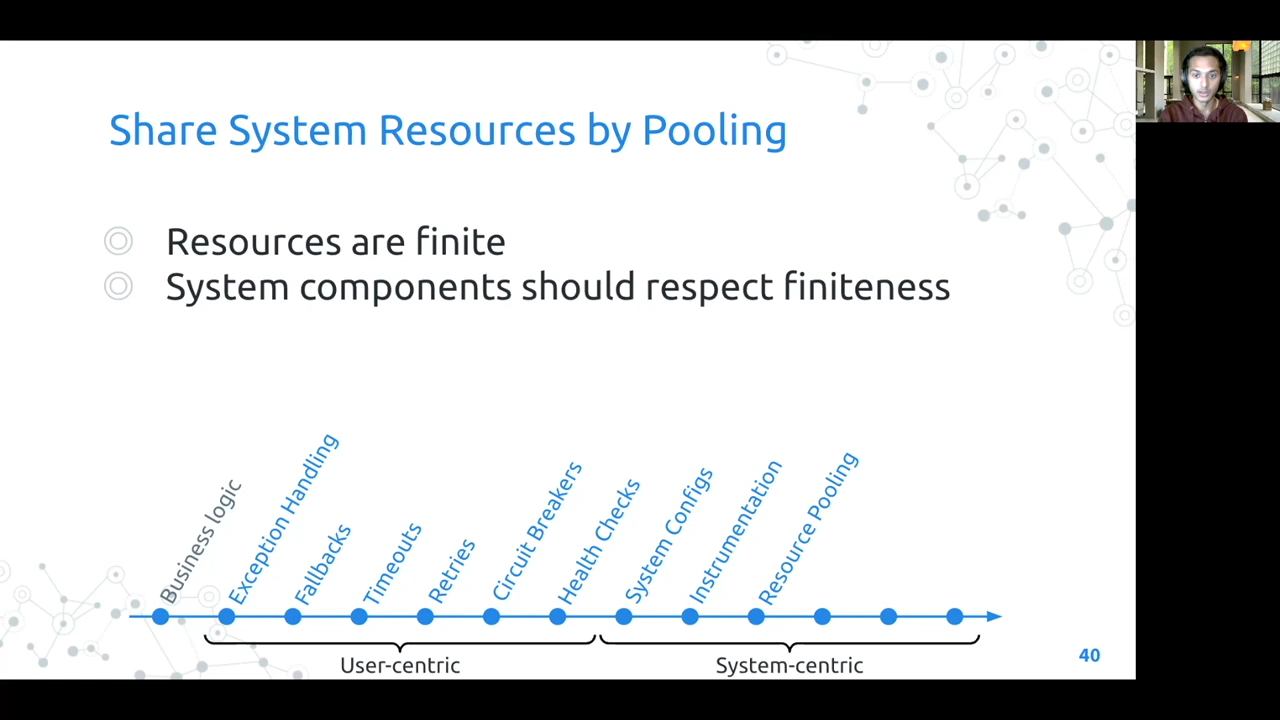 Share System Resources by Pooling
Resources are finite
System components should respect finiteness
Business logic
Exception Handling
Fallbacks
Timeouts
Retries
Circuit Breakers
Health Checks
System Configs
Instrumentation
Resource Pooling
User-centric
System-centric
40